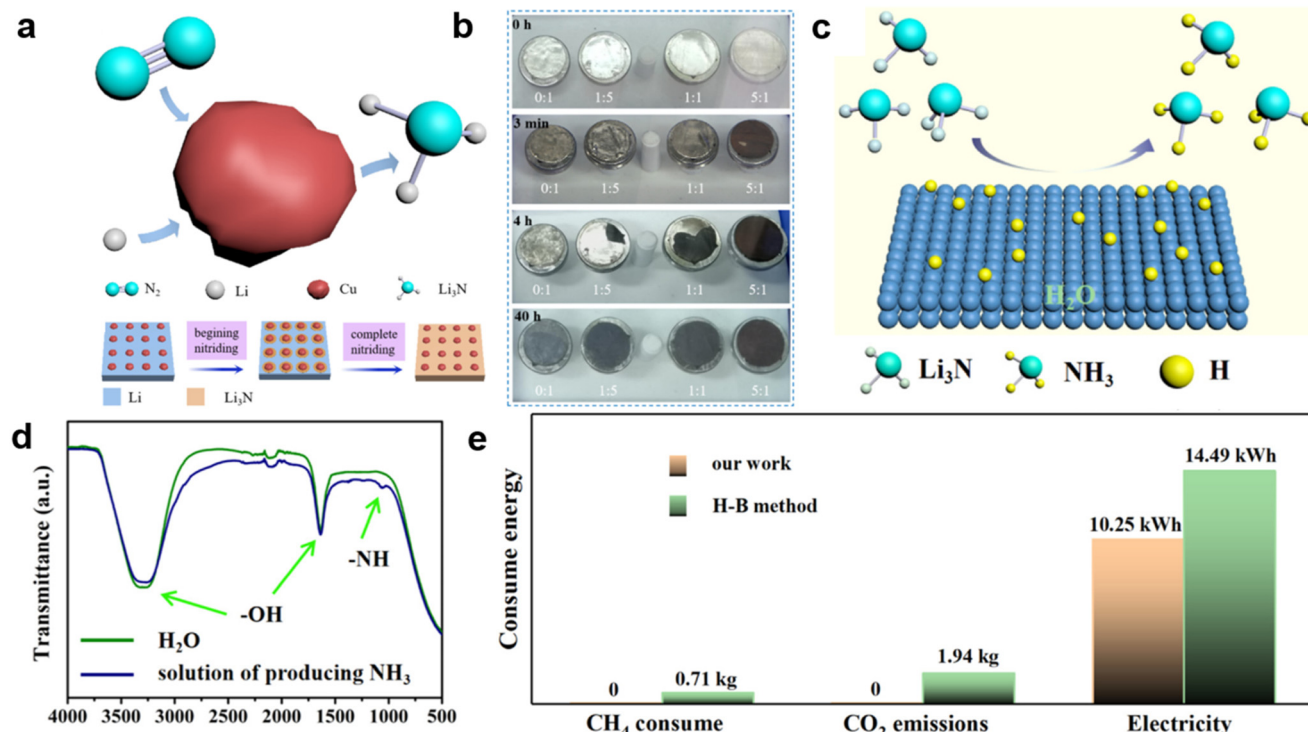 a
N₂
Li
Cu
Li₃N
begining
nitriding
complete
nitriding
Li
Li₃N
b
0 h
0:1
1:5
1:1
5:1
3 min
0:1
1:5
1:1
5:1
4 h
0:1
1:5
1:1
5:1
40 h
0:1
1:5
1:1
5:1
c
H₂O
Li₃N
NH₃
H
d
Transmittance (a.u.)
-NH
-OH
H₂O
solution of producing NH₃
4000
3500
3000
2500
2000
1500
1000
500
e
Consume energy
our work
H-B method
14.49 kWh
10.25 kWh
1.94 kg
0.71 kg
0
0
CH₄ consume
CO₂ emissions
Electricity